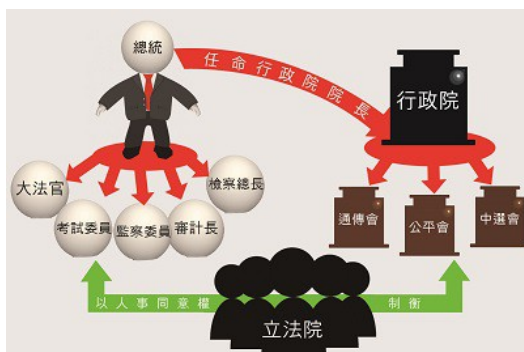 總統
任命行政院院長
行政院
大法官
考試委員
監察委員
審計長
檢察總長
通傳會
公平會
中選會
以人事同意權
制衡
立法院